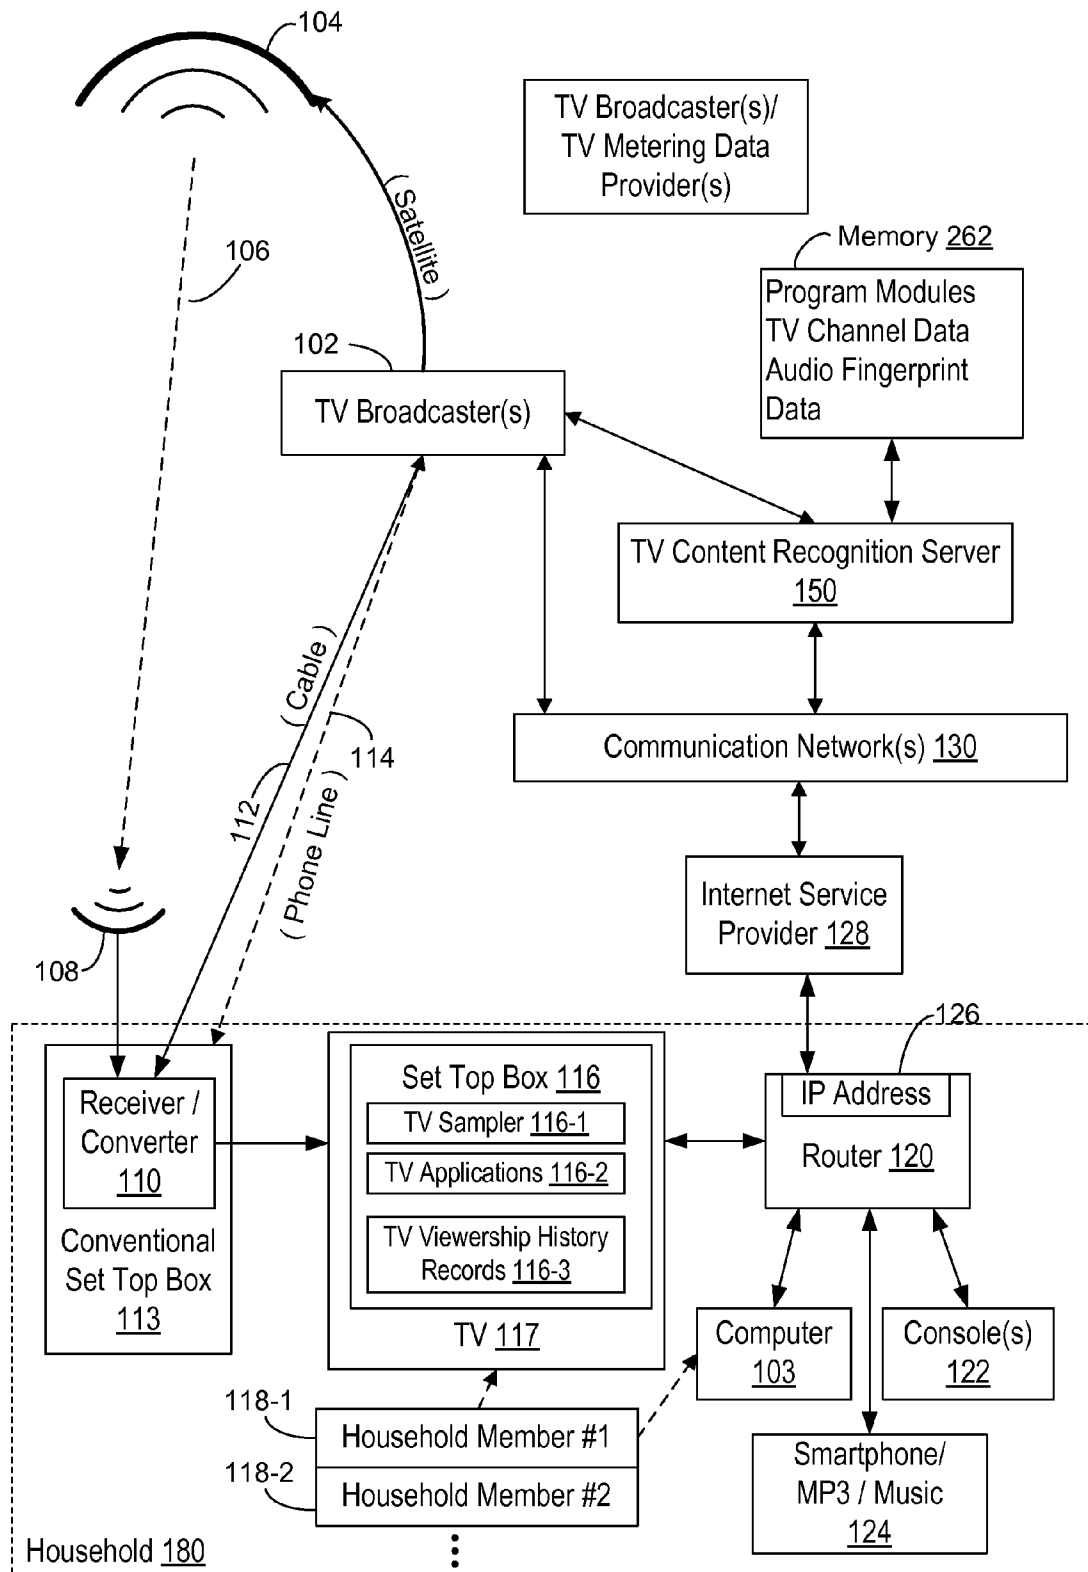 104
TV Broadcaster(s)/
TV Metering Data
Provider(s)
(Satellite)
106
Memory 262
Program Modules
TV Channel Data
Audio Fingerprint
Data
102
TV Broadcaster(s)
TV Content Recognition Server
150
(Cable)
112
114
(Phone Line)
Communication Network(s) 130
Internet Service
Provider 128
108
126
IP Address
Router 120
Receiver /
Converter
110
Conventional
Set Top Box
113
Set Top Box 116
TV Sampler 116-1
TV Applications 116-2
TV Viewership History
Records 116-3
TV 117
Computer
103
Console(s)
122
118-1
Household Member #1
118-2
Household Member #2
Smartphone/
MP3 / Music
124
Household 180